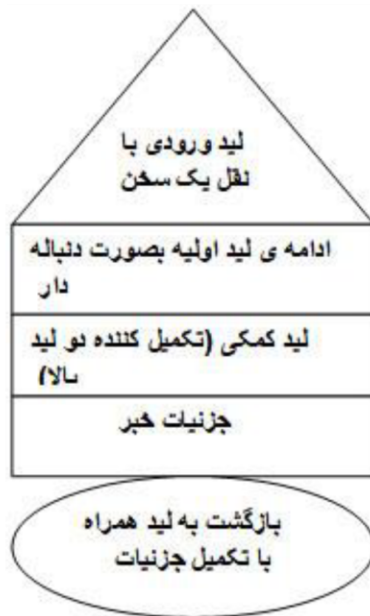 لید ورودی با
نقل یک سخن
ادامه ی لید اولیه بصورت دنباله
دار
لید کمکی (تکمیل کننده دو لید
بالا)
جزئیات خبر
بازگشت به لید همراه
با تکمیل جزئیات